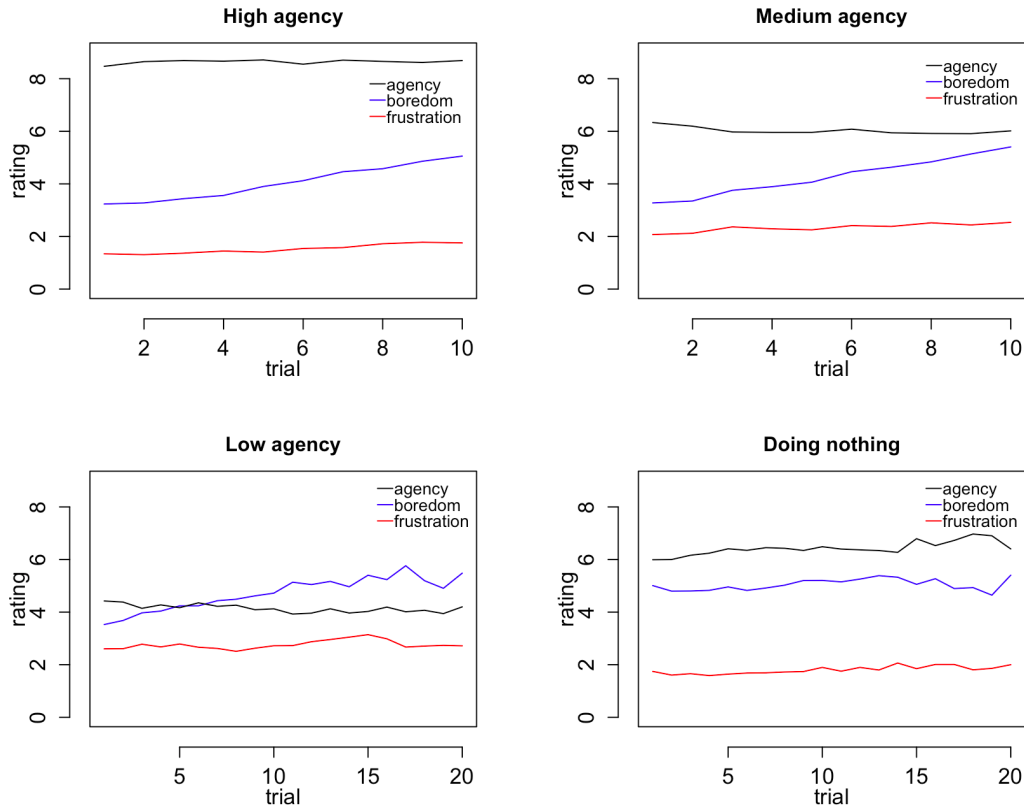 High agency
agency
boredom
frustration
rating
0
2
4
6
8
2 4 6 8 10
trial
Medium agency
agency
boredom
frustration
rating
0
2
4
6
8
2 4 6 8 10
trial
Low agency
agency
boredom
frustration
rating
0
2
4
6
8
5 10 15 20
trial
Doing nothing
agency
boredom
frustration
rating
0
2
4
6
8
5 10 15 20
trial